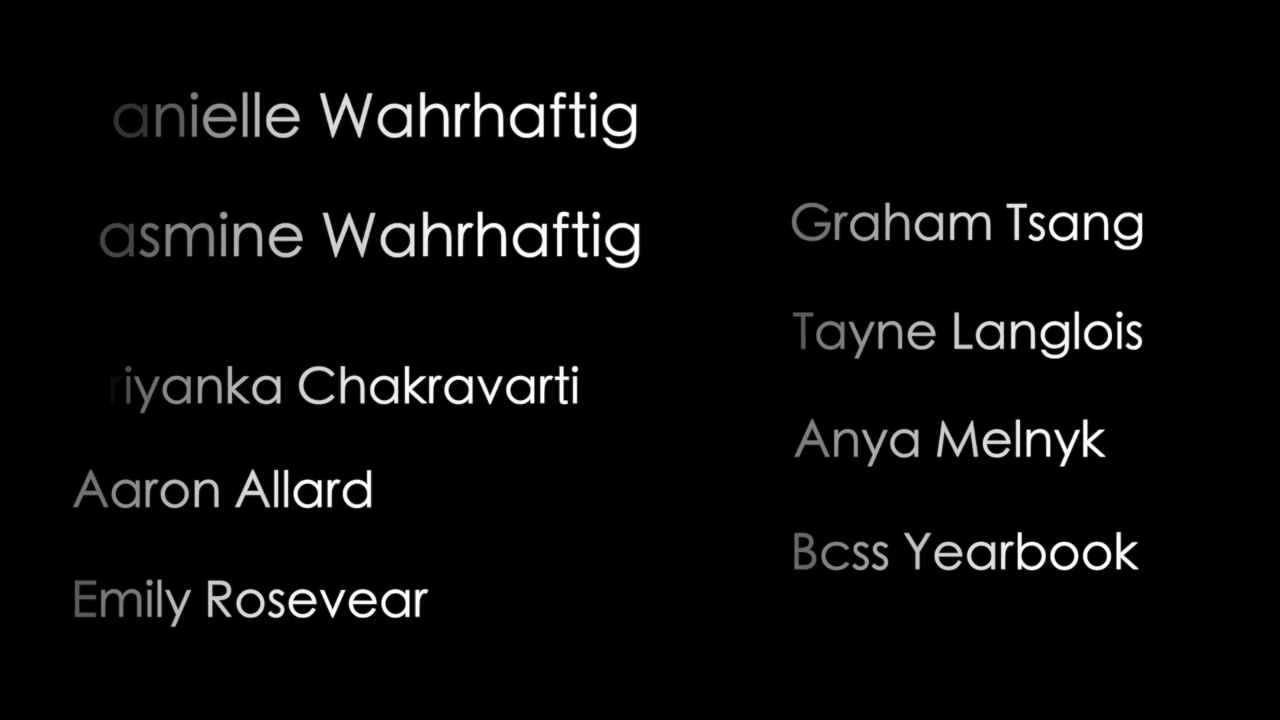 anielle Wahrhaftig
asmine Wahrhaftig
riyanka Chakravarti
Aaron Allard
Emily Rosevear
Graham Tsang
Tayne Langlois
Anya Melnyk
Bcss Yearbook